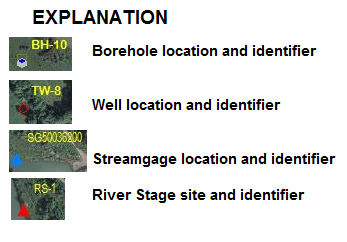 EXPLANATION
BH-10
Borehole location and identifier
TW-8
Well location and identifier
SG50036200
Streamgage location and identifier
RS-1
River Stage site and identifier